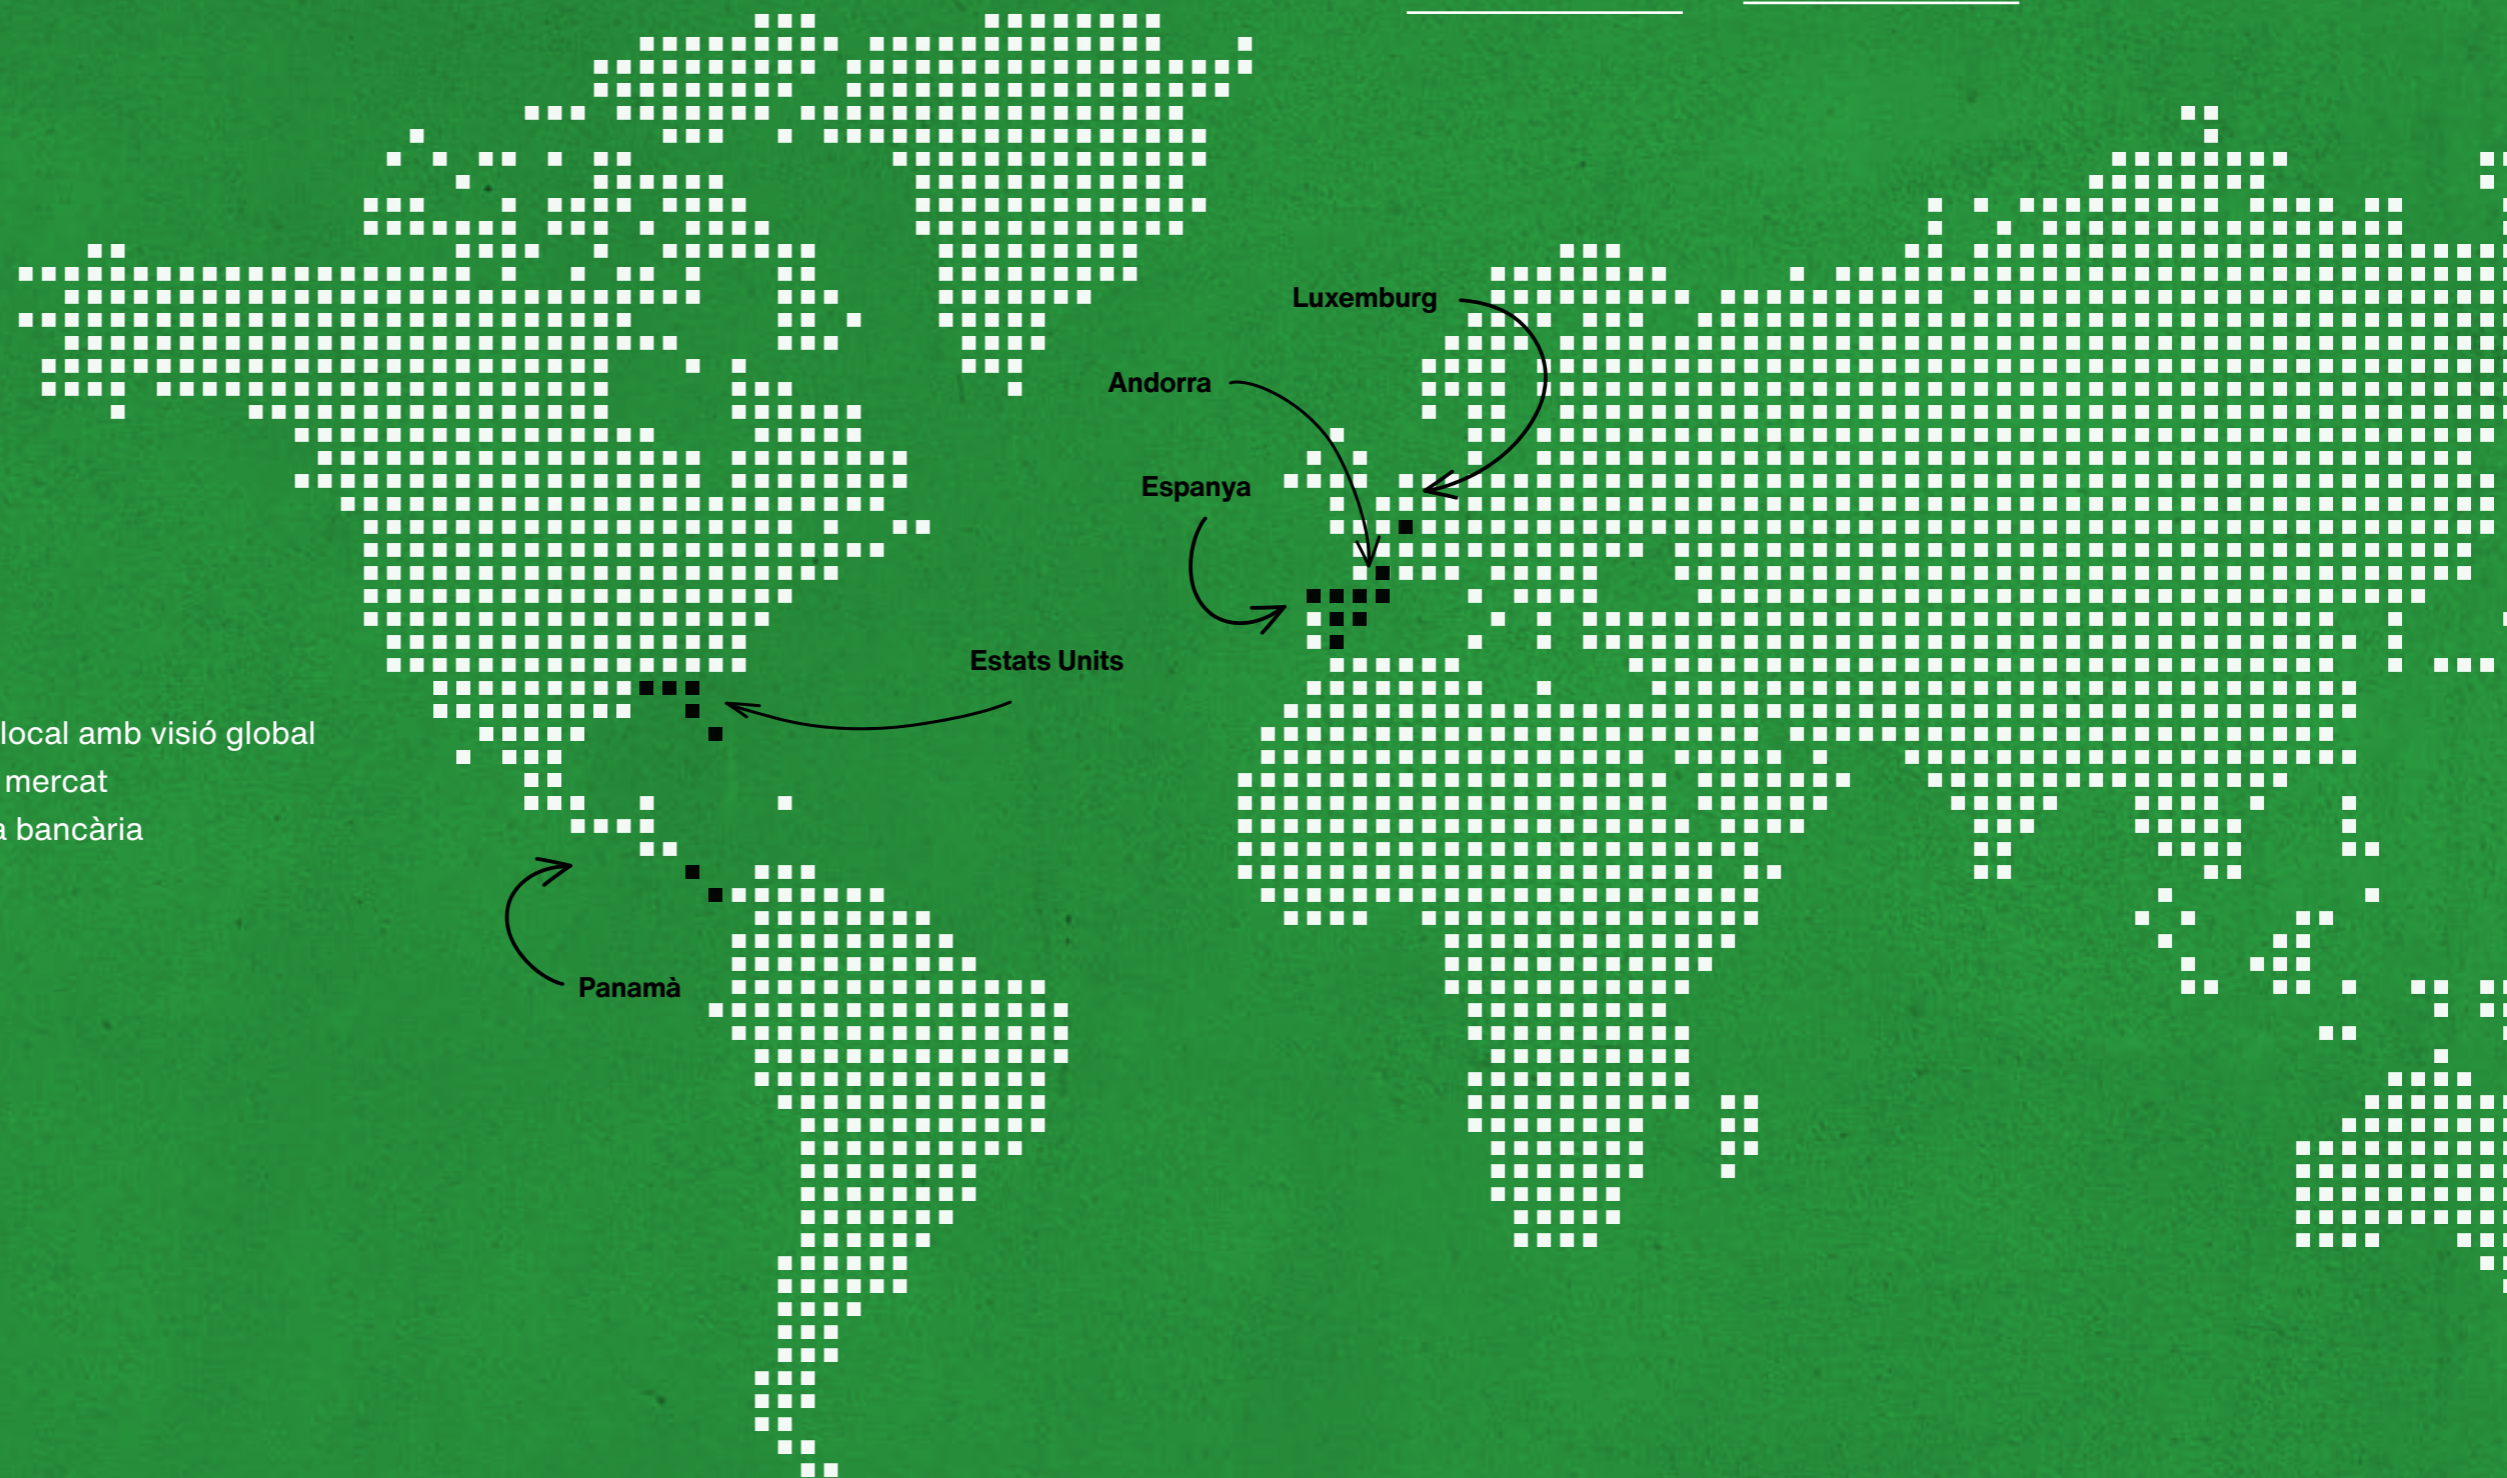 Luxemburg
Andorra
Espanya
Estats Units
local amb visió global
mercat
a bancària
Panamà